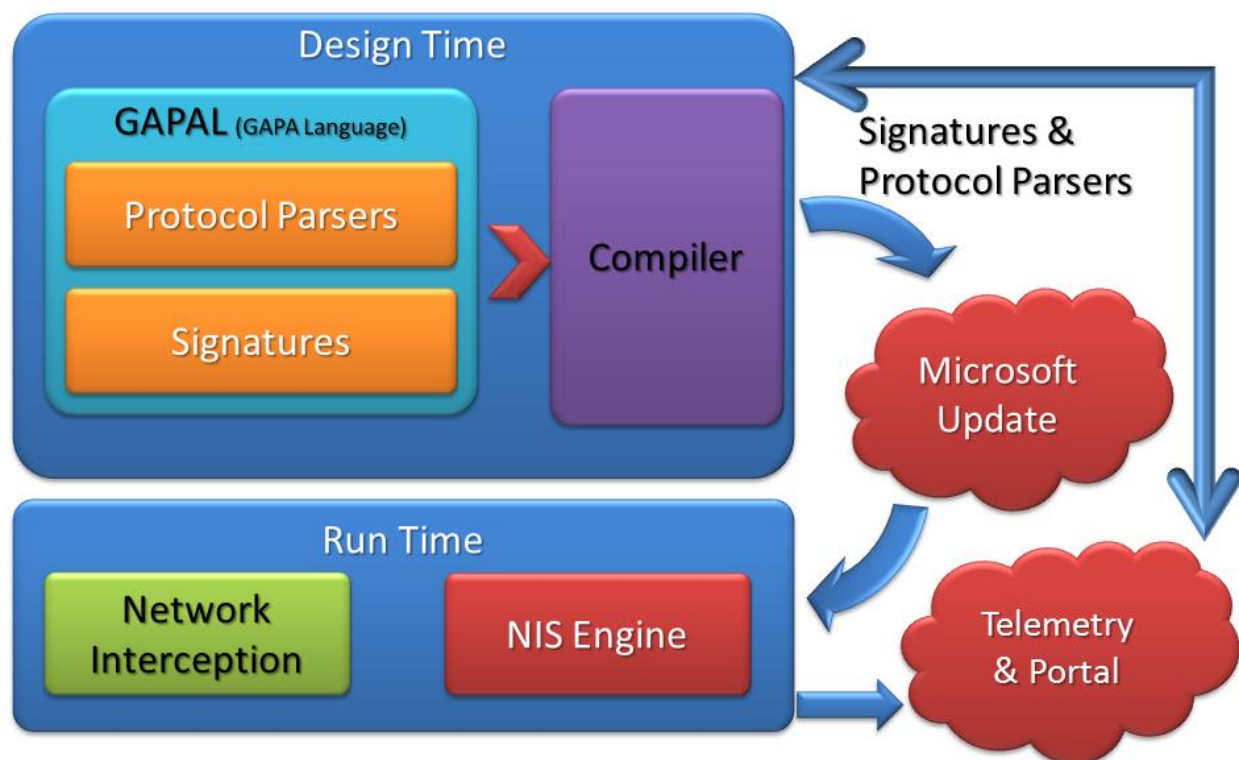 Design Time
GAPAL (GAPA Language)
Protocol Parsers
Signatures
Compiler
Signatures &
Protocol Parsers
Microsoft
Update
Run Time
Network
Interception
NIS Engine
Telemetry
& Portal